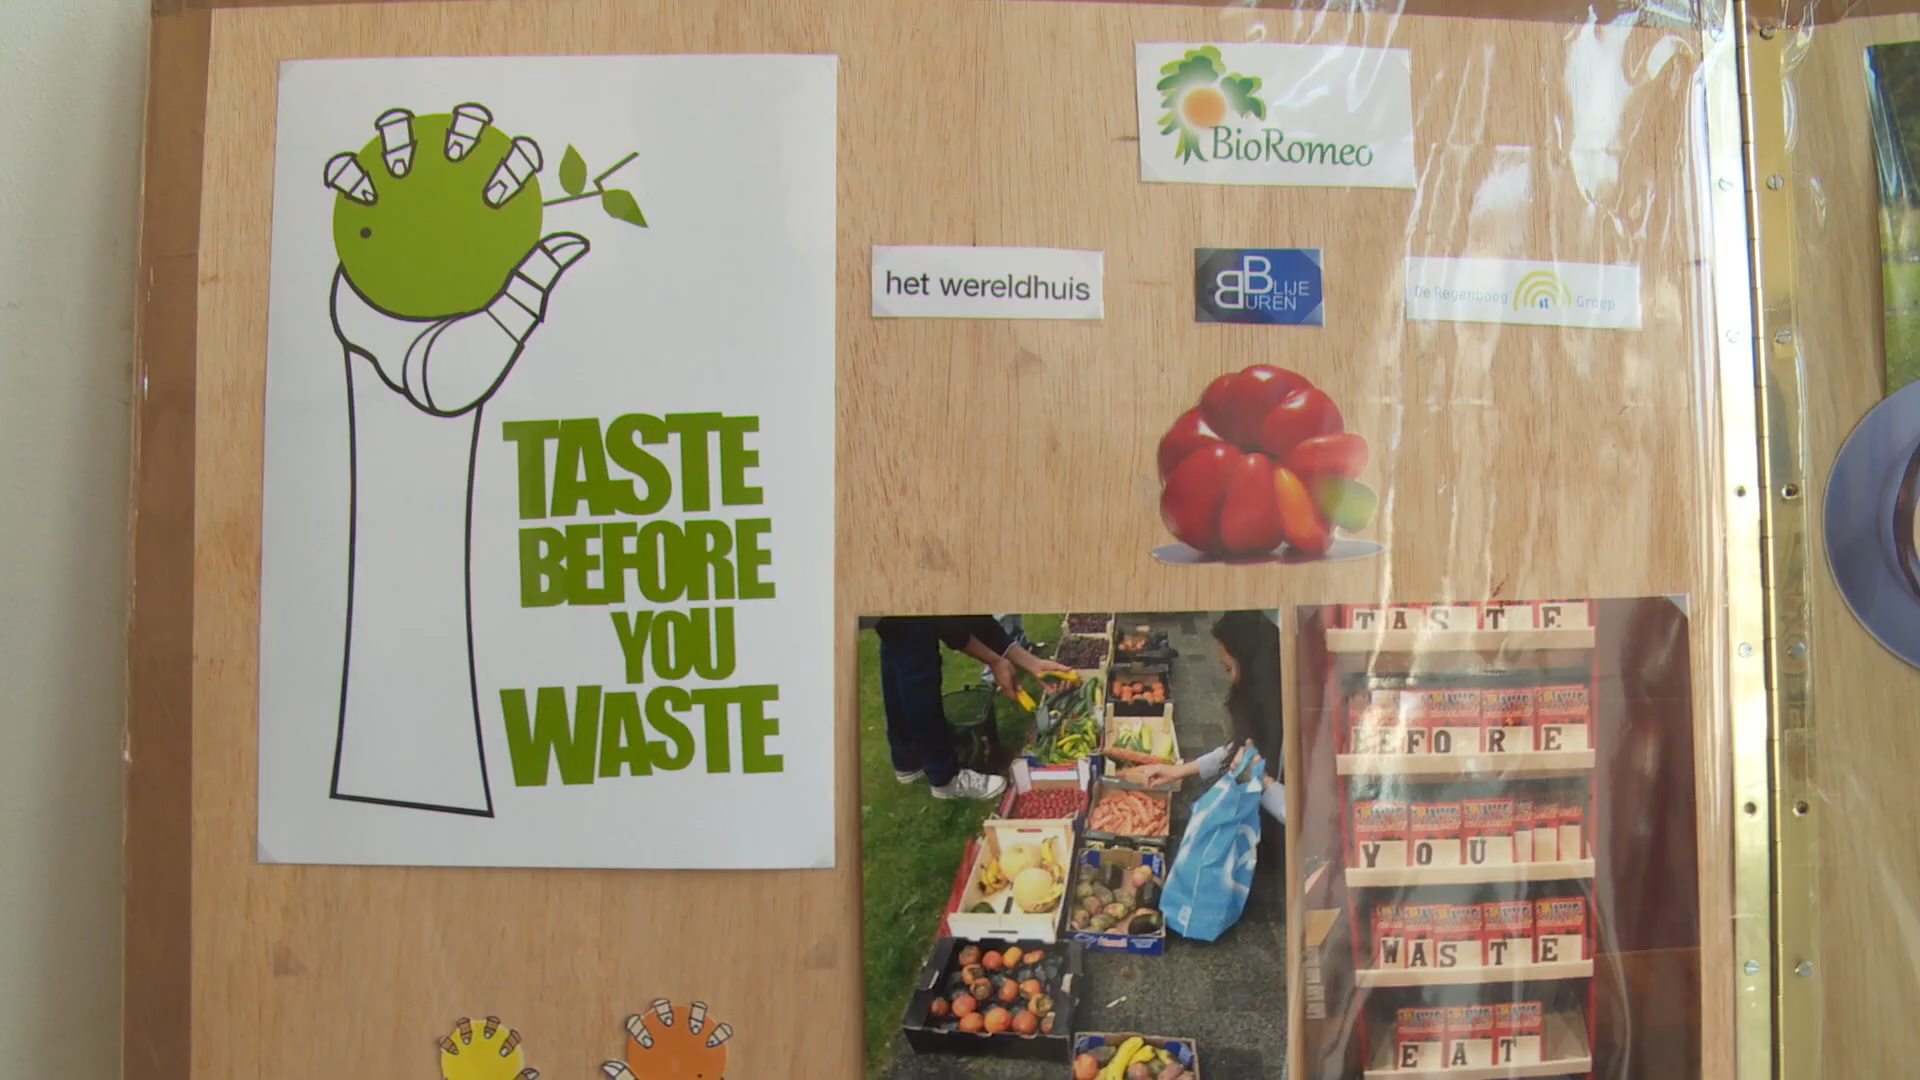 TASTE
BEFORE
YOU
WASTE
BioRomeo
het wereldhuis
BLIJE
BUREN
De Regenboog Groep
TASTE
BEFORE
YOU
WASTE
EAT